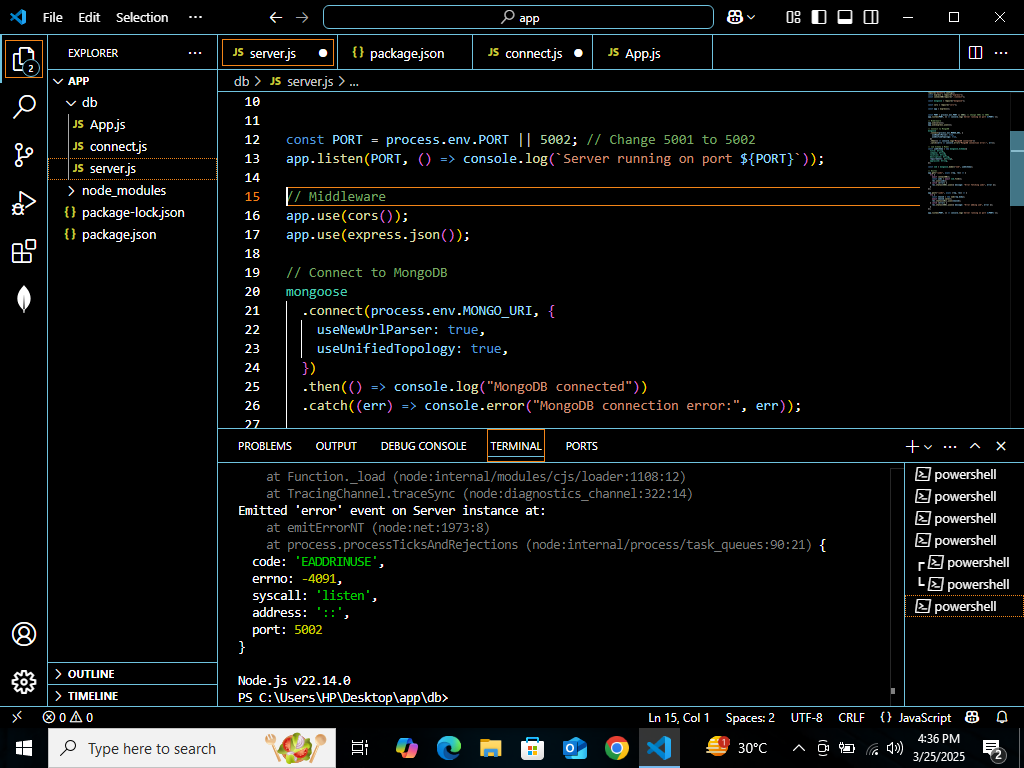 File Edit Selection ...
app
EXPLORER ...
JS server.js
{} package.json
JS connect.js
JS App.js
...
APP
db
JS App.js
JS connect.js
JS server.js
node_modules
{} package-lock.json
{} package.json
OUTLINE
TIMELINE
2
db > JS server.js > ...
10
11
12 const PORT = process.env.PORT || 5002; // Change 5001 to 5002
13 app.listen(PORT, () => console.log(`Server running on port ${PORT}`));
14
15 // Middleware
16 app.use(cors());
17 app.use(express.json());
18
19 // Connect to MongoDB
20 mongoose
21 .connect(process.env.MONGO_URI, {
22 useNewUrlParser: true,
23 useUnifiedTopology: true,
24 })
25 .then(() => console.log("MongoDB connected"))
26 .catch((err) => console.error("MongoDB connection error:", err));
27
PROBLEMS OUTPUT DEBUG CONSOLE TERMINAL PORTS ...
at Function._load (node:internal/modules/cjs/loader:1108:12)
at TracingChannel.traceSync (node:diagnostics_channel:322:14)
Emitted 'error' event on Server instance at:
at emitErrorNT (node:net:1973:8)
at process.processTicksAndRejections (node:internal/process/task_queues:90:21) {
code: 'EADDRINUSE',
errno: -4091,
syscall: 'listen',
address: '::',
port: 5002
}
Node.js v22.14.0
PS C:\Users\HP\Desktop\app\db>
powershell
powershell
powershell
powershell
powershell
powershell
powershell
0 0
Ln 15, Col 1 Spaces: 2 UTF-8 CRLF {} JavaScript
Type here to search
1
30°C
4:36 PM
3/25/2025
2